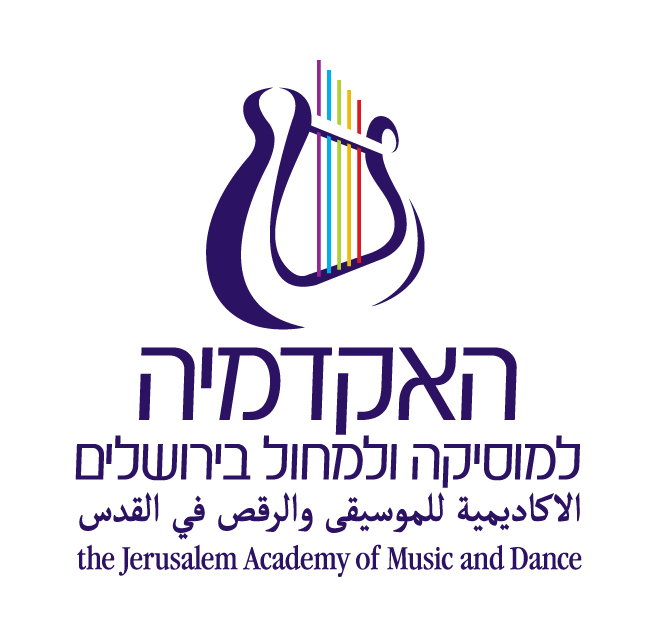 האקדמיה
למוסיקה ולמחול בירושלים
الاكاديمية للموسيقى والرقص في القدس
the Jerusalem Academy of Music and Dance